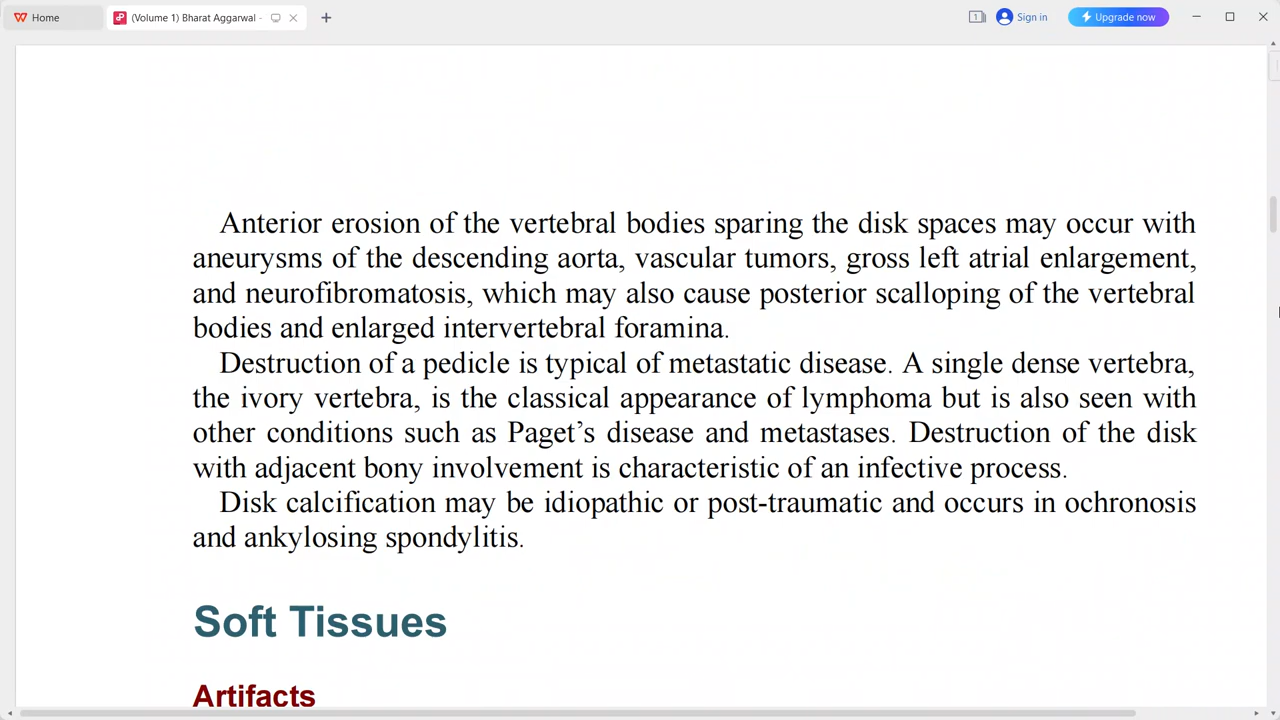 Home
(Volume 1) Bharat Aggarwal -
1
Sign in
Upgrade now
Anterior erosion of the vertebral bodies sparing the disk spaces may occur with
aneurysms of the descending aorta, vascular tumors, gross left atrial enlargement,
and neurofibromatosis, which may also cause posterior scalloping of the vertebral
bodies and enlarged intervertebral foramina.
Destruction of a pedicle is typical of metastatic disease. A single dense vertebra,
the ivory vertebra, is the classical appearance of lymphoma but is also seen with
other conditions such as Paget’s disease and metastases. Destruction of the disk
with adjacent bony involvement is characteristic of an infective process.
Disk calcification may be idiopathic or post-traumatic and occurs in ochronosis
and ankylosing spondylitis.
Soft Tissues
Artifacts